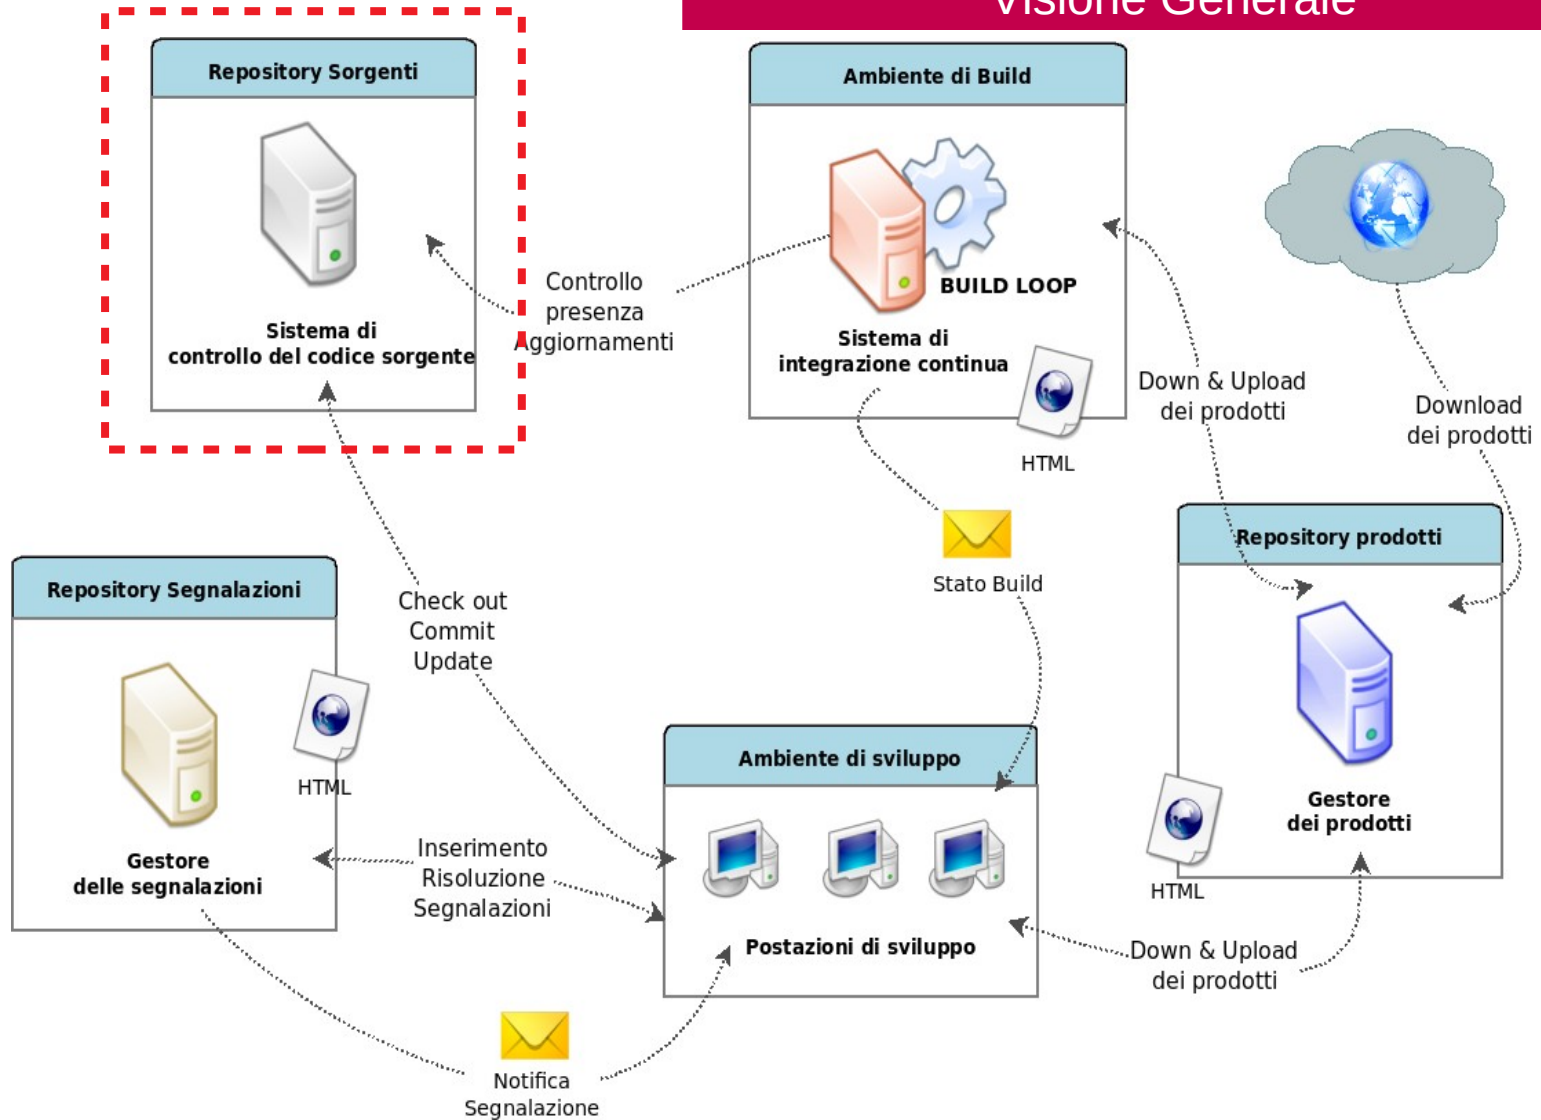 Visione Generale
Repository Sorgenti
Sistema di
controllo del codice sorgente
Controllo
presenza
Aggiornamenti
Ambiente di Build
BUILD LOOP
Sistema di
integrazione continua
HTML
Down & Upload
dei prodotti
Download
dei prodotti
Stato Build
Repository prodotti
Gestore
dei prodotti
HTML
Repository Segnalazioni
HTML
Gestore
delle segnalazioni
Check out
Commit
Update
Inserimento
Risoluzione
Segnalazioni
Ambiente di sviluppo
Postazioni di sviluppo
Down & Upload
dei prodotti
Notifica
Segnalazione